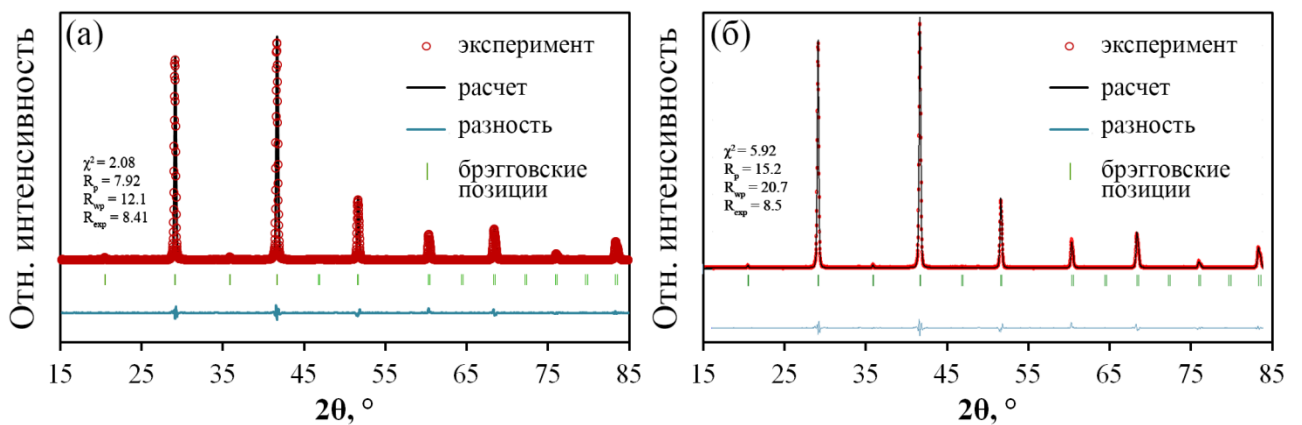 (а)
Отн. интенсивность
эксперимент
расчет
разность
брэгговские
позиции
χ² = 2.08
Rp = 7.92
Rwp = 12.1
Rexp = 8.41
15 25 35 45 55 65 75 85
2θ, °
(б)
Отн. интенсивность
эксперимент
расчет
разность
брэгговские
позиции
χ² = 5.92
Rp = 15.2
Rwp = 20.7
Rexp = 8.5
15 25 35 45 55 65 75 85
2θ, °